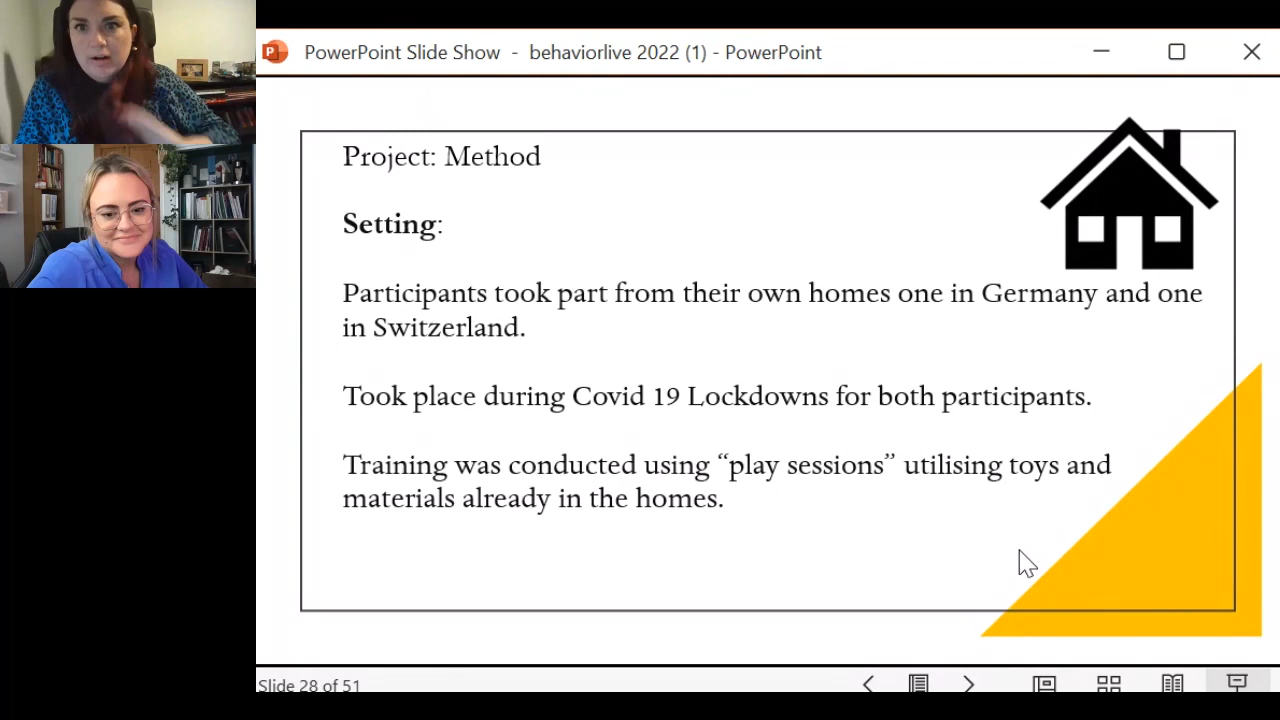 PowerPoint Slide Show - behaviorlive 2022 (1) - PowerPoint
Project: Method
Setting:
Participants took part from their own homes one in Germany and one
in Switzerland.
Took place during Covid 19 Lockdowns for both participants.
Training was conducted using “play sessions” utilising toys and
materials already in the homes.
Slide 28 of 51